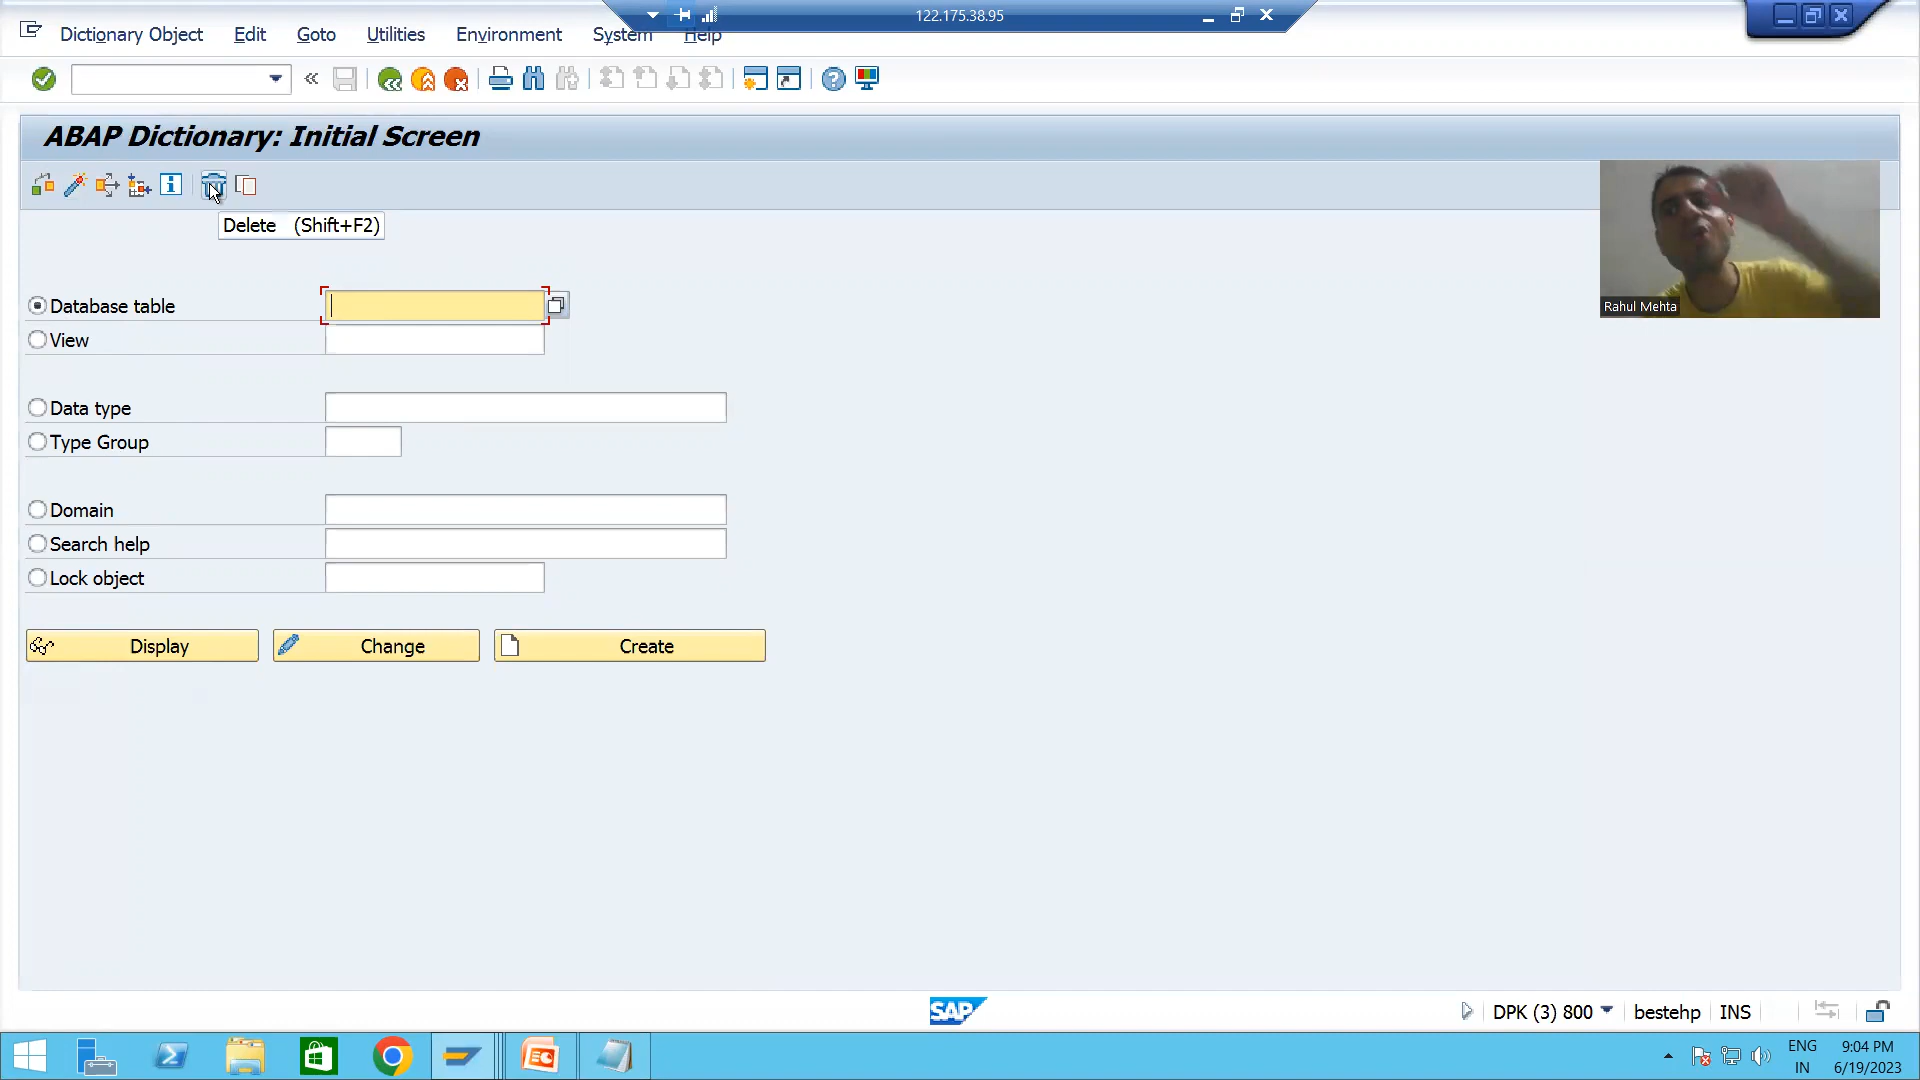 122.175.38.95
Dictionary Object Edit Goto Utilities Environment System Help
ABAP Dictionary: Initial Screen
Delete (Shift+F2)
Rahul Mehta
Database table
View
Data type
Type Group
Domain
Search help
Lock object
Display Change Create
SAP
DPK (3) 800 bestehp INS
ENG 9:04 PM
IN 6/19/2023